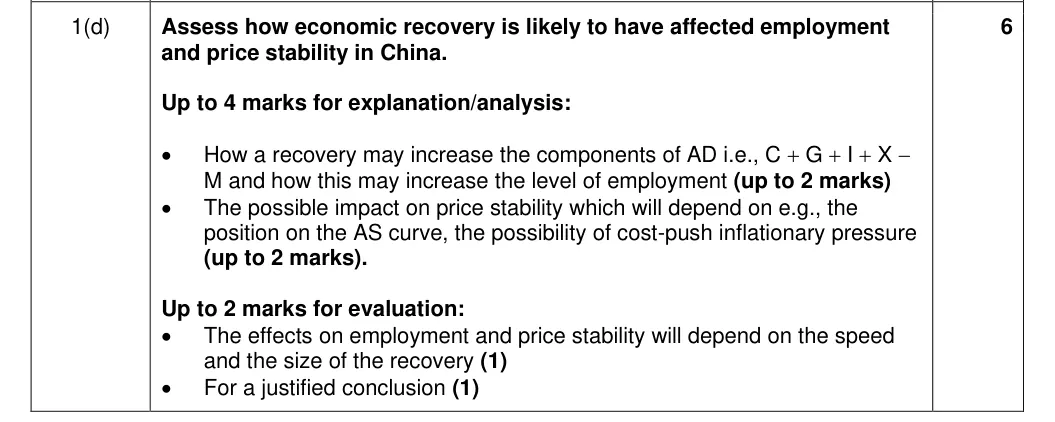 1(d) Assess how economic recovery is likely to have affected employment 6
and price stability in China.
Up to 4 marks for explanation/analysis:
• How a recovery may increase the components of AD i.e., C + G + I + X –
M and how this may increase the level of employment (up to 2 marks)
• The possible impact on price stability which will depend on e.g., the
position on the AS curve, the possibility of cost-push inflationary pressure
(up to 2 marks).
Up to 2 marks for evaluation:
• The effects on employment and price stability will depend on the speed
and the size of the recovery (1)
• For a justified conclusion (1)